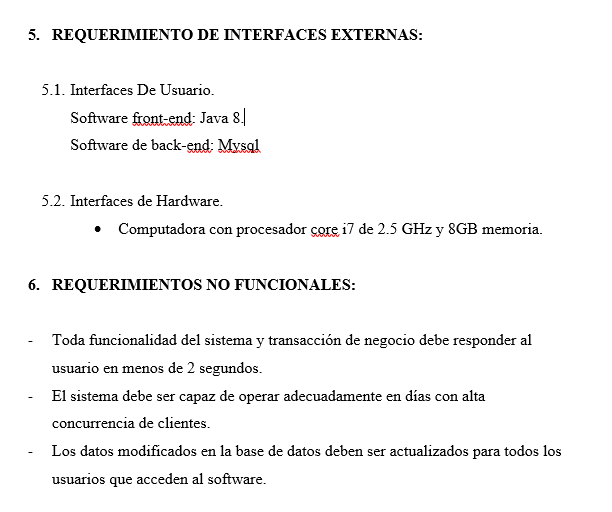 5. REQUERIMIENTO DE INTERFACES EXTERNAS:
5.1. Interfaces De Usuario.
Software front-end: Java 8.
Software de back-end: Mysql
5.2. Interfaces de Hardware.
• Computadora con procesador core i7 de 2.5 GHz y 8GB memoria.
6. REQUERIMIENTOS NO FUNCIONALES:
- Toda funcionalidad del sistema y transacción de negocio debe responder al
usuario en menos de 2 segundos.
- El sistema debe ser capaz de operar adecuadamente en días con alta
concurrencia de clientes.
- Los datos modificados en la base de datos deben ser actualizados para todos los
usuarios que acceden al software.